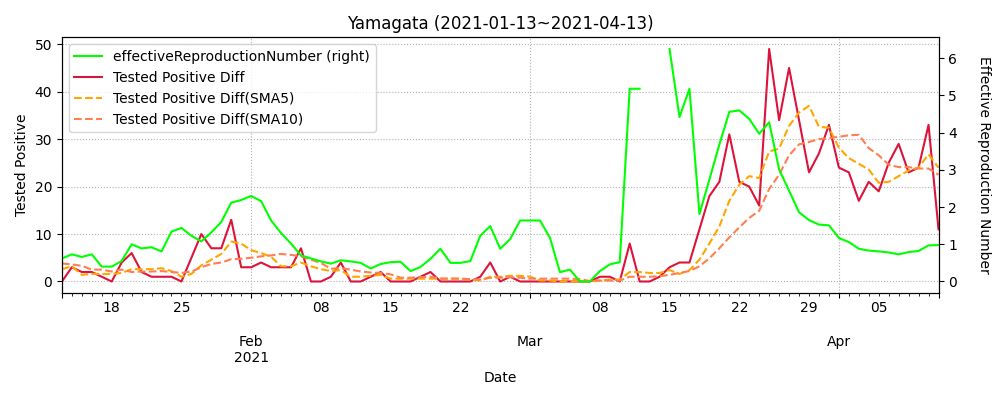 Yamagata (2021-01-13~2021-04-13)
effectiveReproductionNumber (right)
Tested Positive Diff
Tested Positive Diff(SMA5)
Tested Positive Diff(SMA10)
Tested Positive
50
40
30
20
10
0
6
5
4
3
2
1
0
Effective Reproduction Number
18 25 08 15 22 08 15 22 29 05
Feb Mar Apr
2021
Date